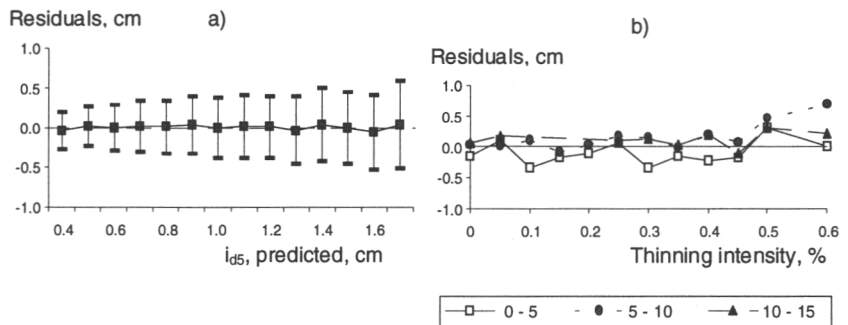 Residuals, cm a)
1.0
0.5
0.0
-0.5
-1.0
0.4 0.6 0.8 1.0 1.2 1.4 1.6
id5, predicted, cm
b)
Residuals, cm
1.0
0.5
0.0
-0.5
-1.0
0 0.1 0.2 0.3 0.4 0.5 0.6
Thinning intensity, %
0 - 5 5 - 10 10 - 15